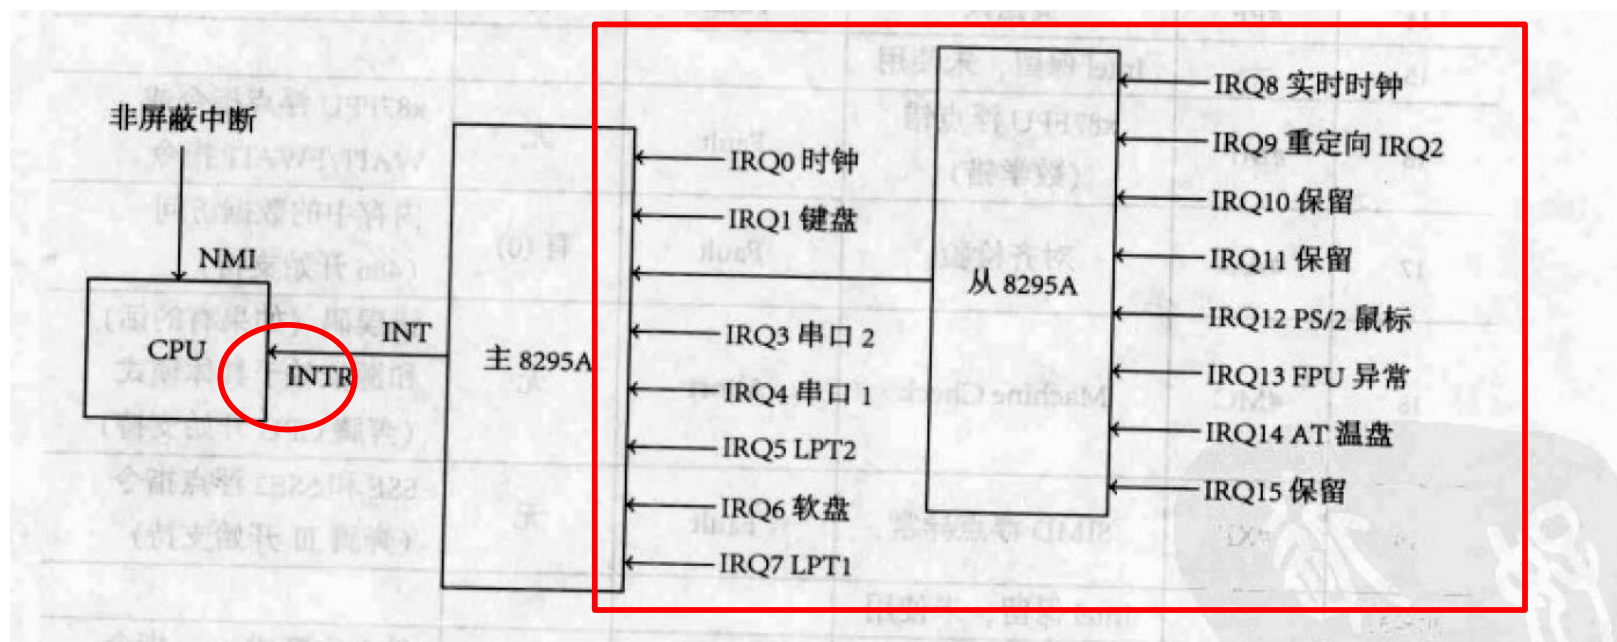 非屏蔽中断
NMI
CPU
INT
INTR
主 8295A
IRQ0 时钟
IRQ1 键盘
IRQ3 串口 2
IRQ4 串口 1
IRQ5 LPT2
IRQ6 软盘
IRQ7 LPT1
从 8295A
IRQ8 实时时钟
IRQ9 重定向 IRQ2
IRQ10 保留
IRQ11 保留
IRQ12 PS/2 鼠标
IRQ13 FPU 异常
IRQ14 AT 温盘
IRQ15 保留